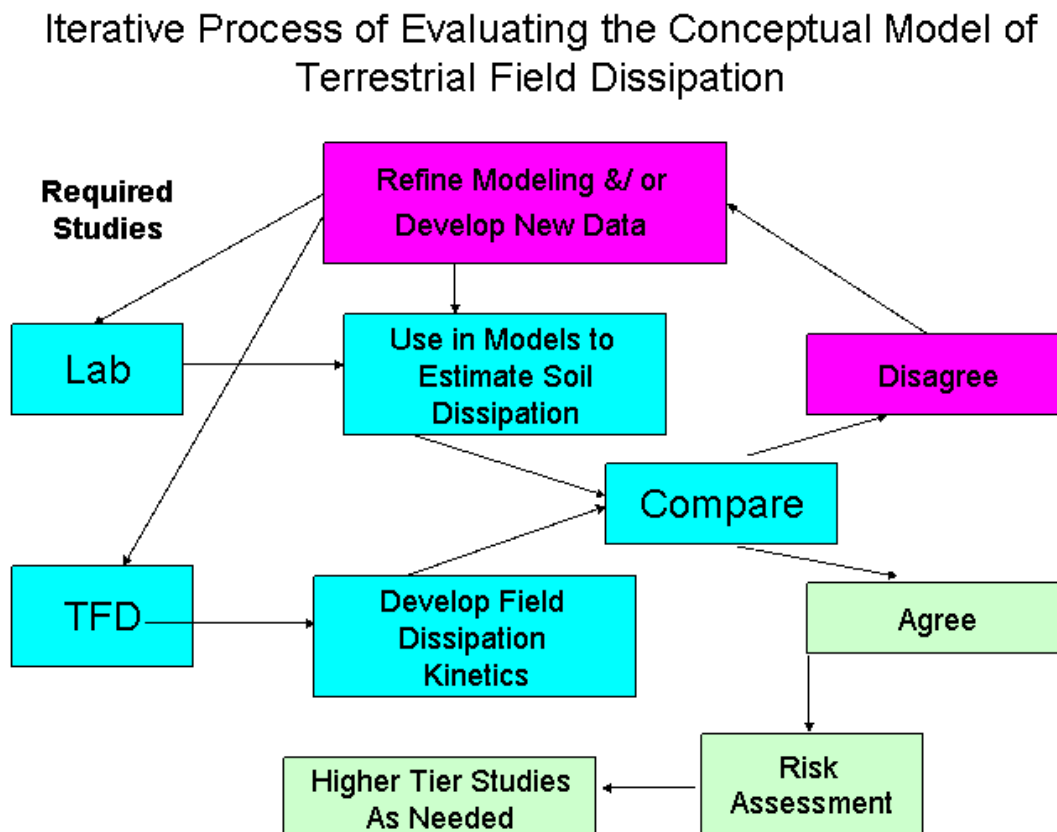 Iterative Process of Evaluating the Conceptual Model of
Terrestrial Field Dissipation
Required
Studies
Refine Modeling &/ or
Develop New Data
Lab
Use in Models to
Estimate Soil
Dissipation
Disagree
Compare
TFD
Develop Field
Dissipation
Kinetics
Agree
Higher Tier Studies
As Needed
Risk
Assessment